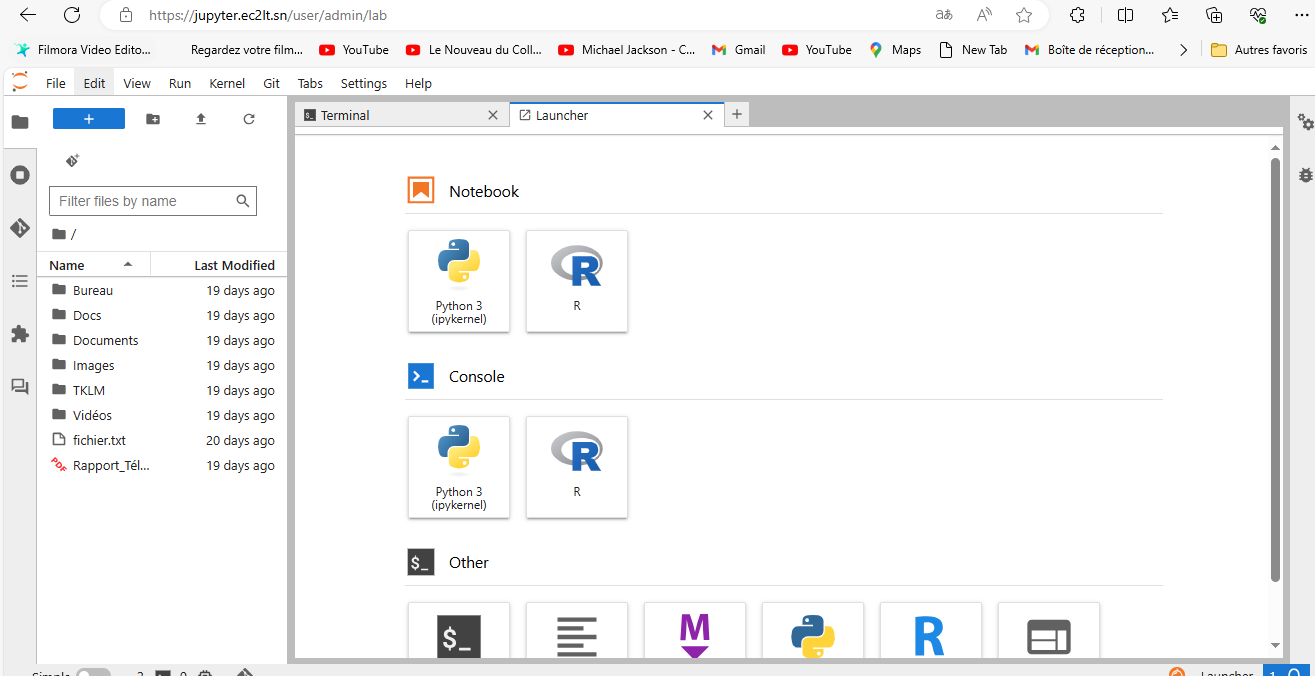 https://jupyter.ec2lt.sn/user/admin/lab
Filmora Video Edito... Regardez votre film... YouTube Le Nouveau du Coll... Michael Jackson - C... Gmail YouTube Maps New Tab Boîte de réception... Autres favoris
File Edit View Run Kernel Git Tabs Settings Help
Terminal Launcher
Filter files by name
/
Name Last Modified
Bureau 19 days ago
Docs 19 days ago
Documents 19 days ago
Images 19 days ago
TKLM 19 days ago
Vidéos 19 days ago
fichier.txt 20 days ago
Rapport_Tél... 19 days ago
Notebook
Python 3
(ipykernel)
R
Console
Python 3
(ipykernel)
R
$_ Other
$_ M R
Simple Launcher 1